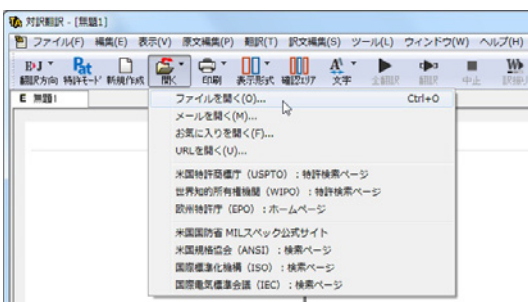 対訳翻訳 - [無題1]
ファイル(F) 編集(E) 表示(V) 原文編集(P) 翻訳(T) 訳文編集(S) ツール(L) ウィンドウ(W) ヘルプ(H)
E›J Pat
翻訳方向 特許モード 新規作成 開く 印刷 表示形式 確認エリア 文字 全翻訳 翻訳 中止
E 無題1
ファイルを開く(O)... Ctrl+O
メールを開く(M)...
お気に入りを開く(F)...
URLを開く(U)...
米国特許商標庁（USPTO）：特許検索ページ
世界知的所有権機関（WIPO）：特許検索ページ
欧州特許庁（EPO）：ホームページ
米国国防省 MILスペック公式サイト
米国規格協会（ANSI）：検索ページ
国際標準化機構（ISO）：検索ページ
国際電気標準会議（IEC）：検索ページ